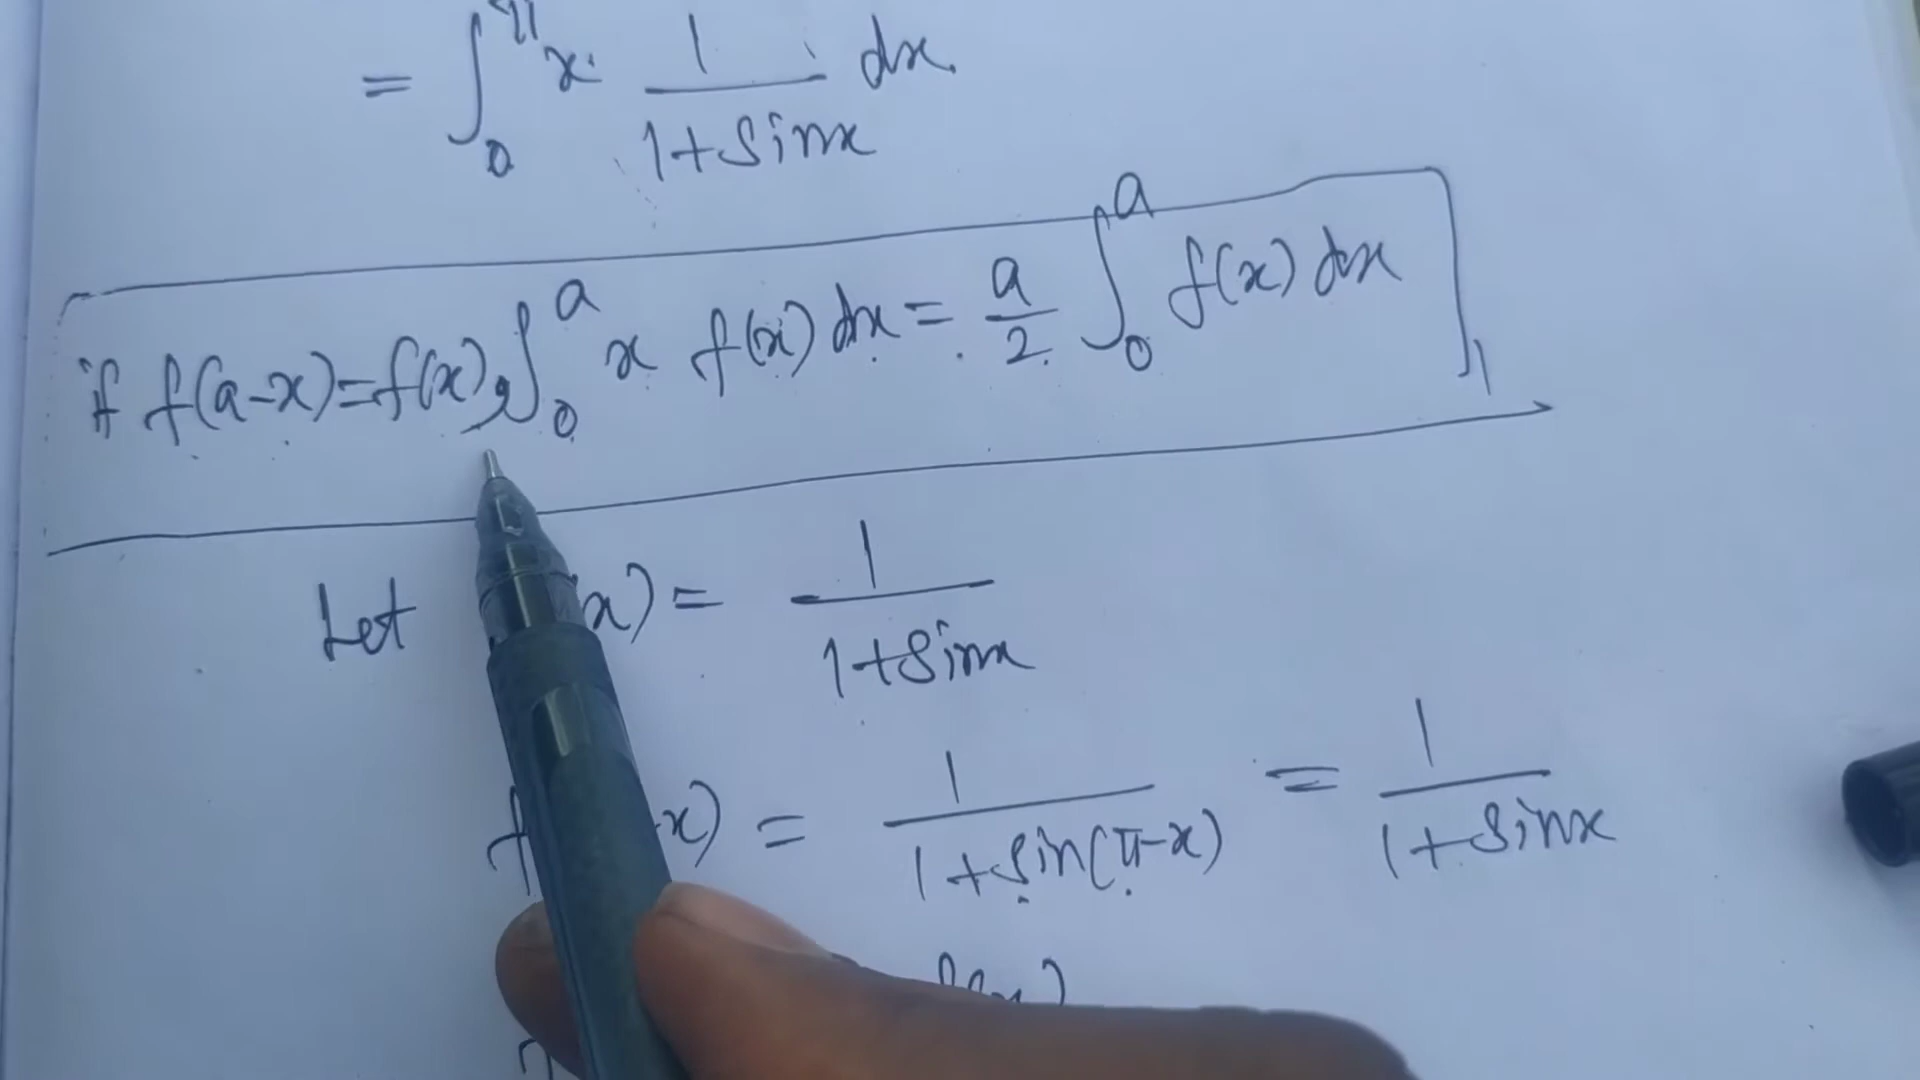 = ∫₀^π x · 1/(1+sinx) dx.
if f(a-x)=f(x), ∫₀^a x f(x) dx = a/2 ∫₀^a f(x) dx
Let x) = 1/(1+sinx)
f -x) = 1/(1+sin(π-x)) = 1/(1+sinx)